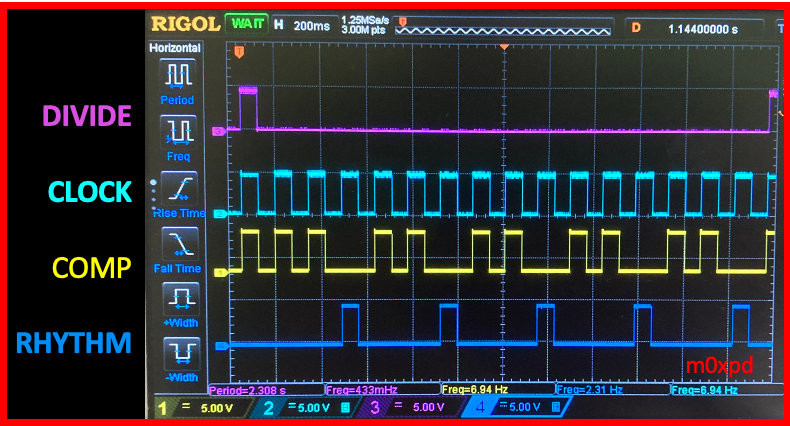 RIGOL WAIT H 200ms 1.25MSa/s 3.00M pts D 1.14400000 s T
Horizontal
Period
DIVIDE
Freq
CLOCK
Rise Time
COMP
Fall Time
+Width
RHYTHM
-Width
m0xpd
Period=2.308 s Freq=433mHz Freq=6.94 Hz Freq=2.31 Hz Freq=6.94 Hz
1 = 5.00 V 2 = 5.00 V 3 = 5.00 V 4 = 5.00 V